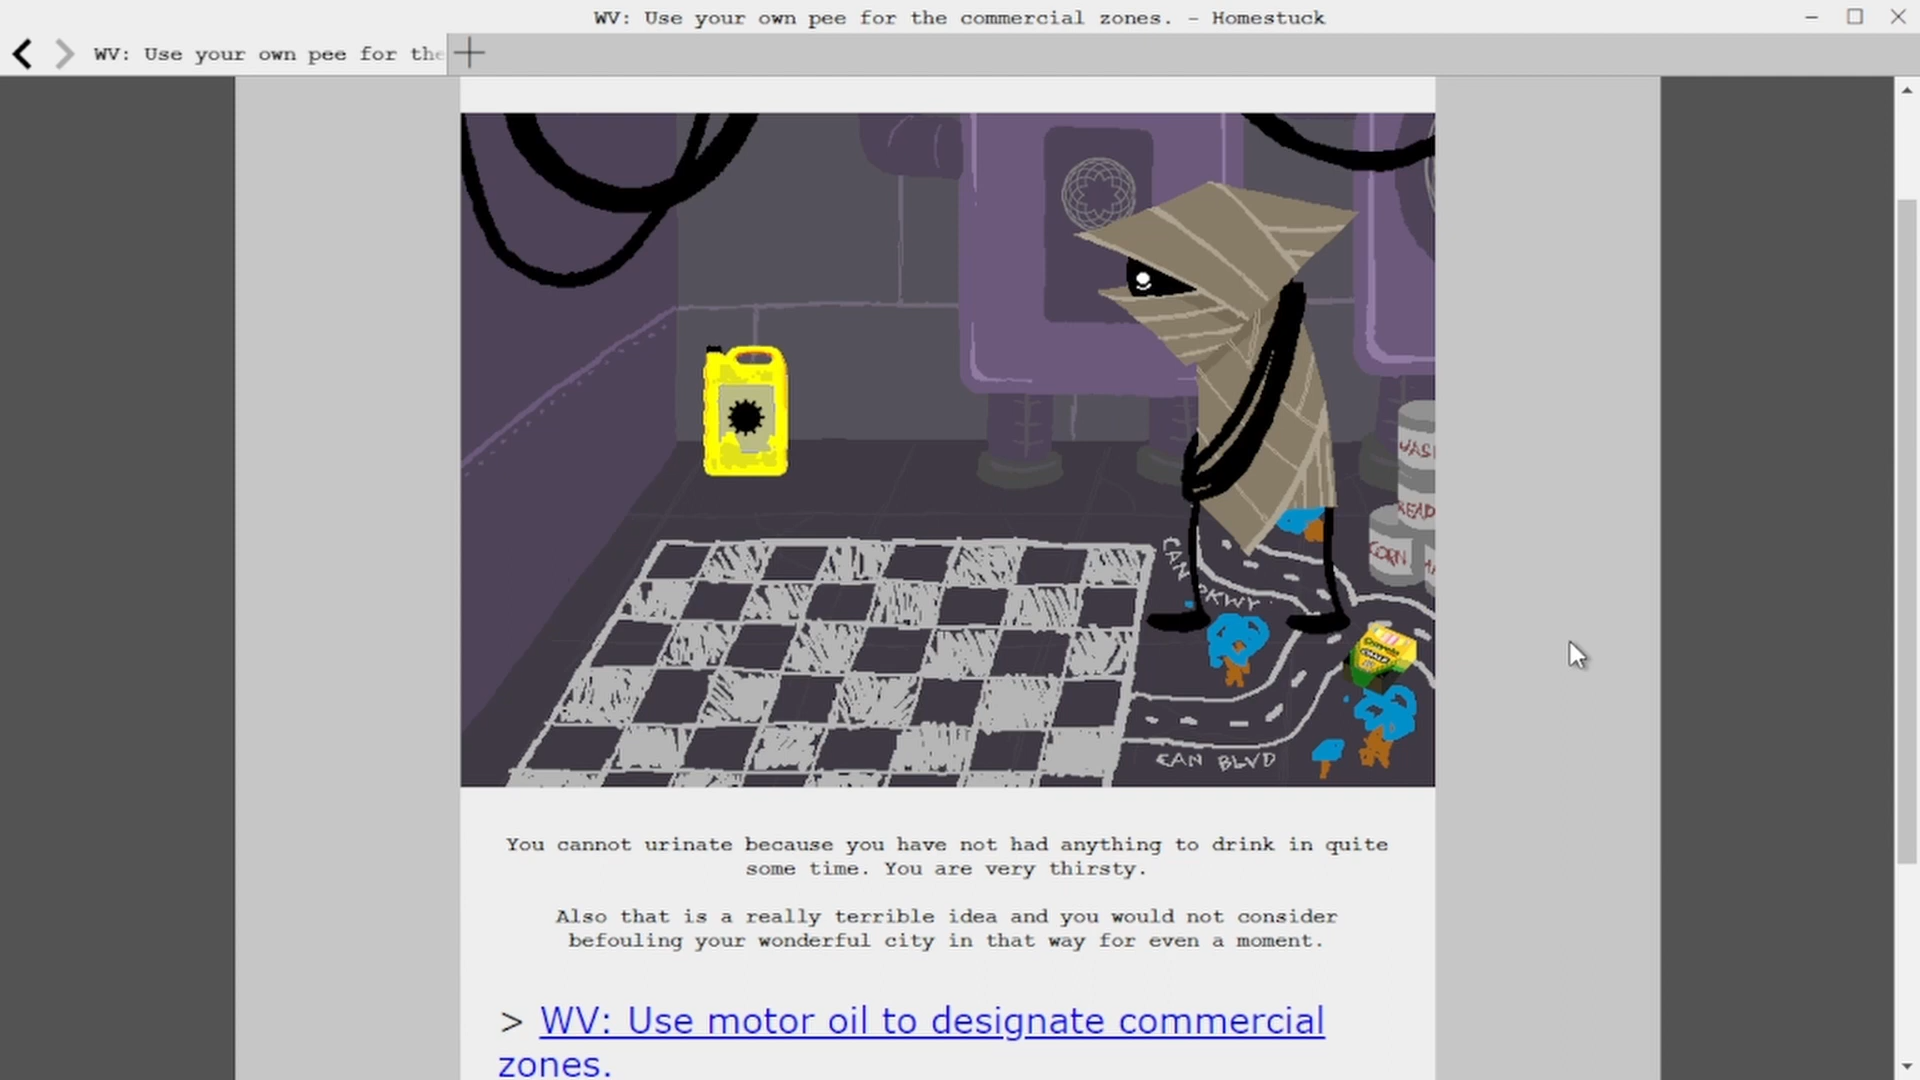 WV: Use your own pee for the commercial zones. - Homestuck
WV: Use your own pee for the
CAN PKWY
CORN
CHALK
CAN BLVD
You cannot urinate because you have not had anything to drink in quite
some time. You are very thirsty.
Also that is a really terrible idea and you would not consider
befouling your wonderful city in that way for even a moment.
> WV: Use motor oil to designate commercial
zones.